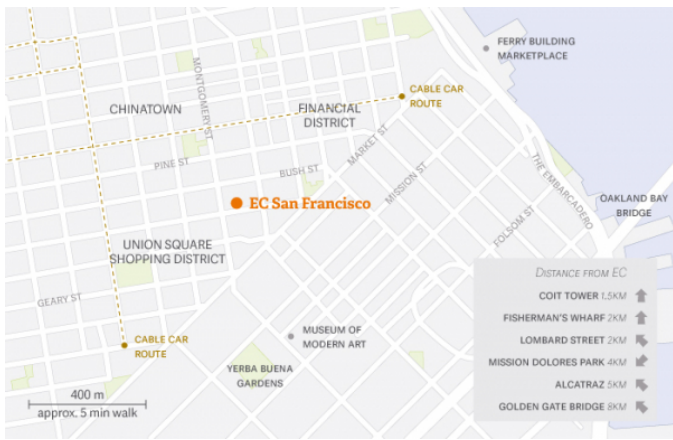 FERRY BUILDING
MARKETPLACE
MONTGOMERY ST
CABLE CAR
ROUTE
CHINATOWN
FINANCIAL
DISTRICT
MARKET ST
PINE ST
BUSH ST
MISSION ST
THE EMBARCADERO
EC San Francisco
OAKLAND BAY
BRIDGE
FOLSOM ST
UNION SQUARE
SHOPPING DISTRICT
GEARY ST
DISTANCE FROM EC
COIT TOWER 1.5KM
FISHERMAN'S WHARF 2KM
LOMBARD STREET 2KM
MISSION DOLORES PARK 4KM
ALCATRAZ 5KM
GOLDEN GATE BRIDGE 8KM
CABLE CAR
ROUTE
MUSEUM OF
MODERN ART
YERBA BUENA
GARDENS
400 m
approx. 5 min walk